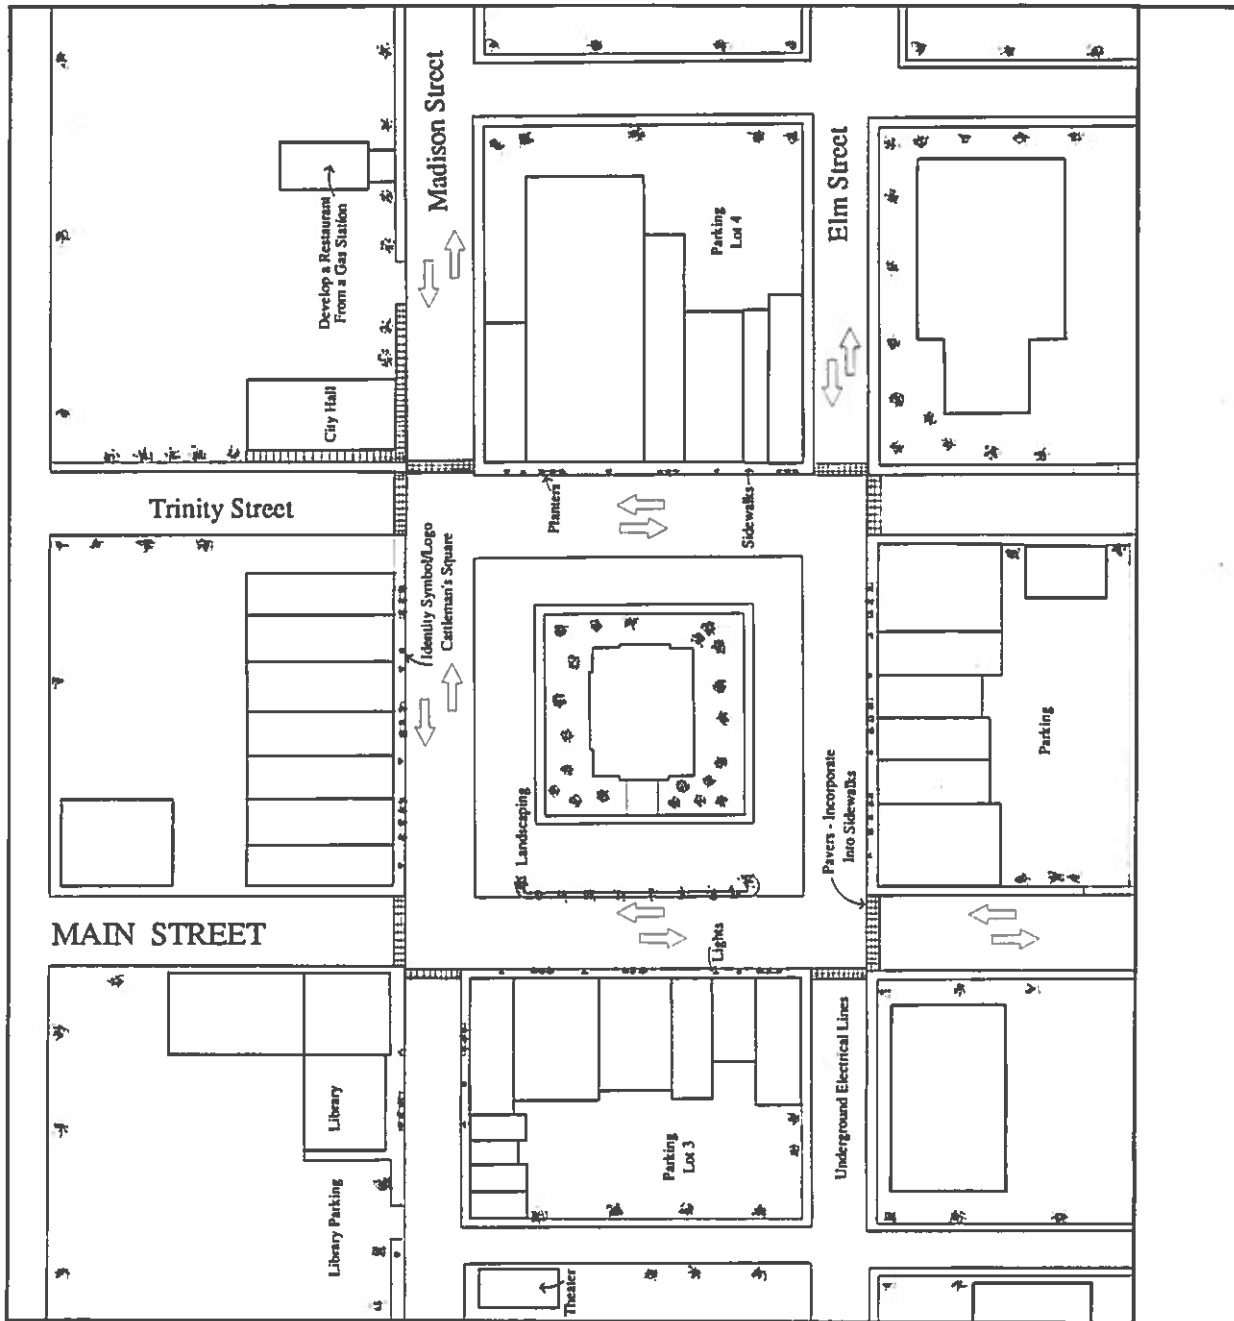 Madison Street
Develop a Restaurant
From a Gas Station
Elm Street
Parking
Lot 4
City Hall
Trinity Street
Planters
Sidewalks
Identity Symbol/Logo
Cattleman's Square
Landscaping
Parking
Pavers - Incorporate
Into Sidewalks
MAIN STREET
Lights
Library
Underground Electrical Lines
Parking
Lot 3
Library Parking
Theater